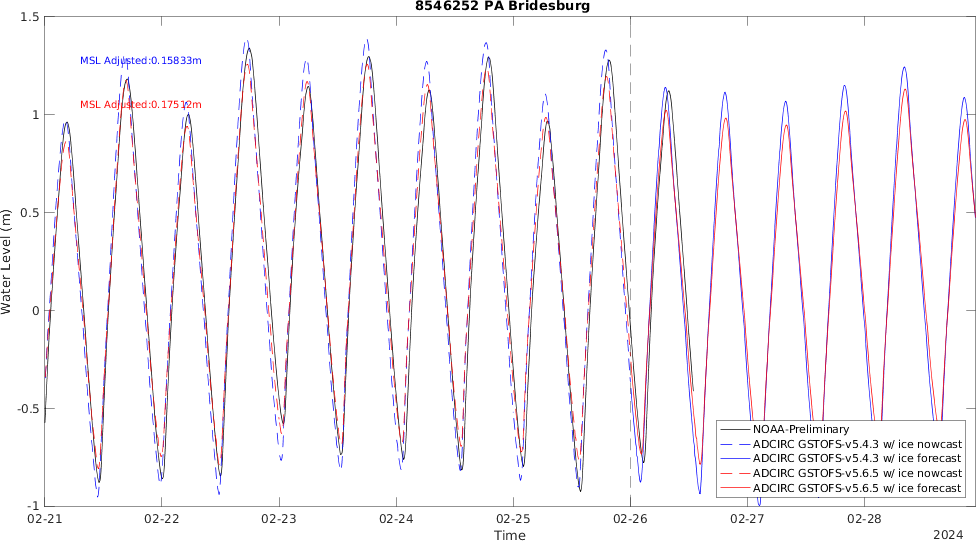 8546252 PA Bridesburg
1.5
1
0.5
0
-0.5
-1
Water Level (m)
MSL Adjusted:0.15833m
MSL Adjusted:0.17512m
NOAA-Preliminary
ADCIRC GSTOFS-v5.4.3 w/ ice nowcast
ADCIRC GSTOFS-v5.4.3 w/ ice forecast
ADCIRC GSTOFS-v5.6.5 w/ ice nowcast
ADCIRC GSTOFS-v5.6.5 w/ ice forecast
02-21 02-22 02-23 02-24 02-25 02-26 02-27 02-28
Time
2024